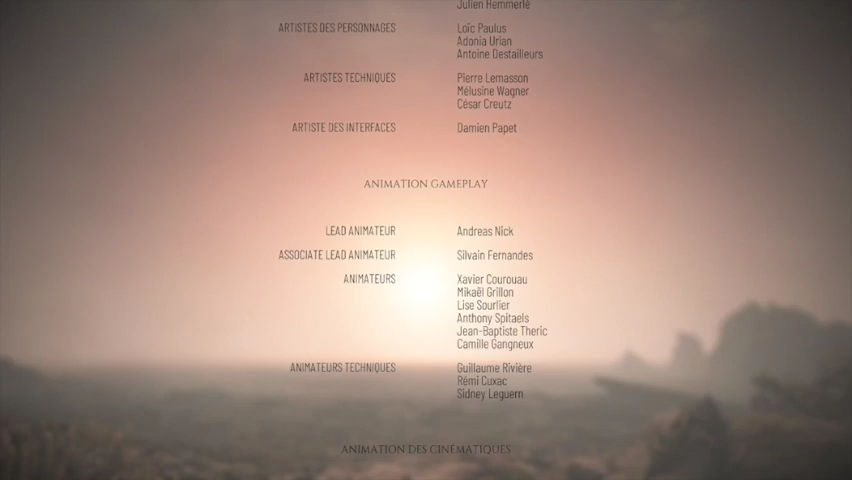 Julien Hemmerlé
ARTISTES DES PERSONNAGES Loïc Paulus
Adonia Urian
Antoine Destailleurs
ARTISTES TECHNIQUES Pierre Lemasson
Mélusine Wagner
César Creutz
ARTISTE DES INTERFACES Damien Papet
ANIMATION GAMEPLAY
LEAD ANIMATEUR Andreas Nick
ASSOCIATE LEAD ANIMATEUR Silvain Fernandes
ANIMATEURS Xavier Courouau
Mikaël Grillon
Lise Sourlier
Anthony Spitaels
Jean-Baptiste Theric
Camille Gangneux
ANIMATEURS TECHNIQUES Guillaume Rivière
Rémi Cuxac
Sidney Leguern
ANIMATION DES CINÉMATIQUES